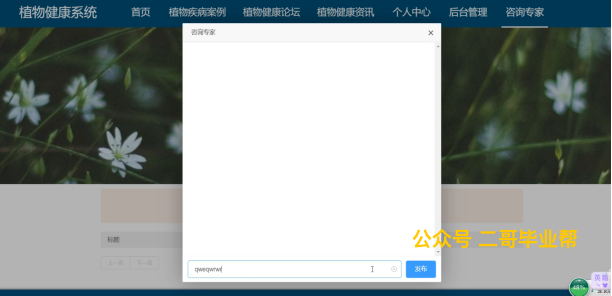 植物健康系统
首页 植物疾病案例 植物健康论坛 植物健康资讯 个人中心 后台管理 咨询专家
咨询专家
标题
上一页 下一页
公众号 二哥毕业帮
qweqwrwe
发布
48%
英